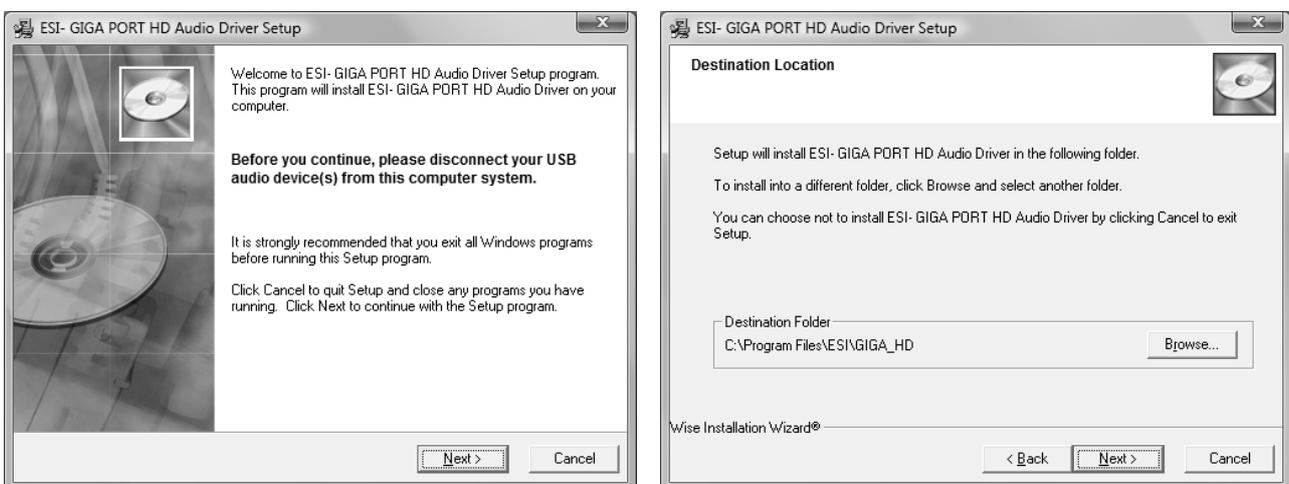 ESI- GIGA PORT HD Audio Driver Setup
Welcome to ESI- GIGA PORT HD Audio Driver Setup program.
This program will install ESI- GIGA PORT HD Audio Driver on your
computer.
Before you continue, please disconnect your USB
audio device(s) from this computer system.
It is strongly recommended that you exit all Windows programs
before running this Setup program.
Click Cancel to quit Setup and close any programs you have
running. Click Next to continue with the Setup program.
Next >
Cancel
ESI- GIGA PORT HD Audio Driver Setup
Destination Location
Setup will install ESI- GIGA PORT HD Audio Driver in the following folder.
To install into a different folder, click Browse and select another folder.
You can choose not to install ESI- GIGA PORT HD Audio Driver by clicking Cancel to exit
Setup.
Destination Folder
C:\Program Files\ESI\GIGA_HD
Browse...
Wise Installation Wizard®
< Back
Next >
Cancel